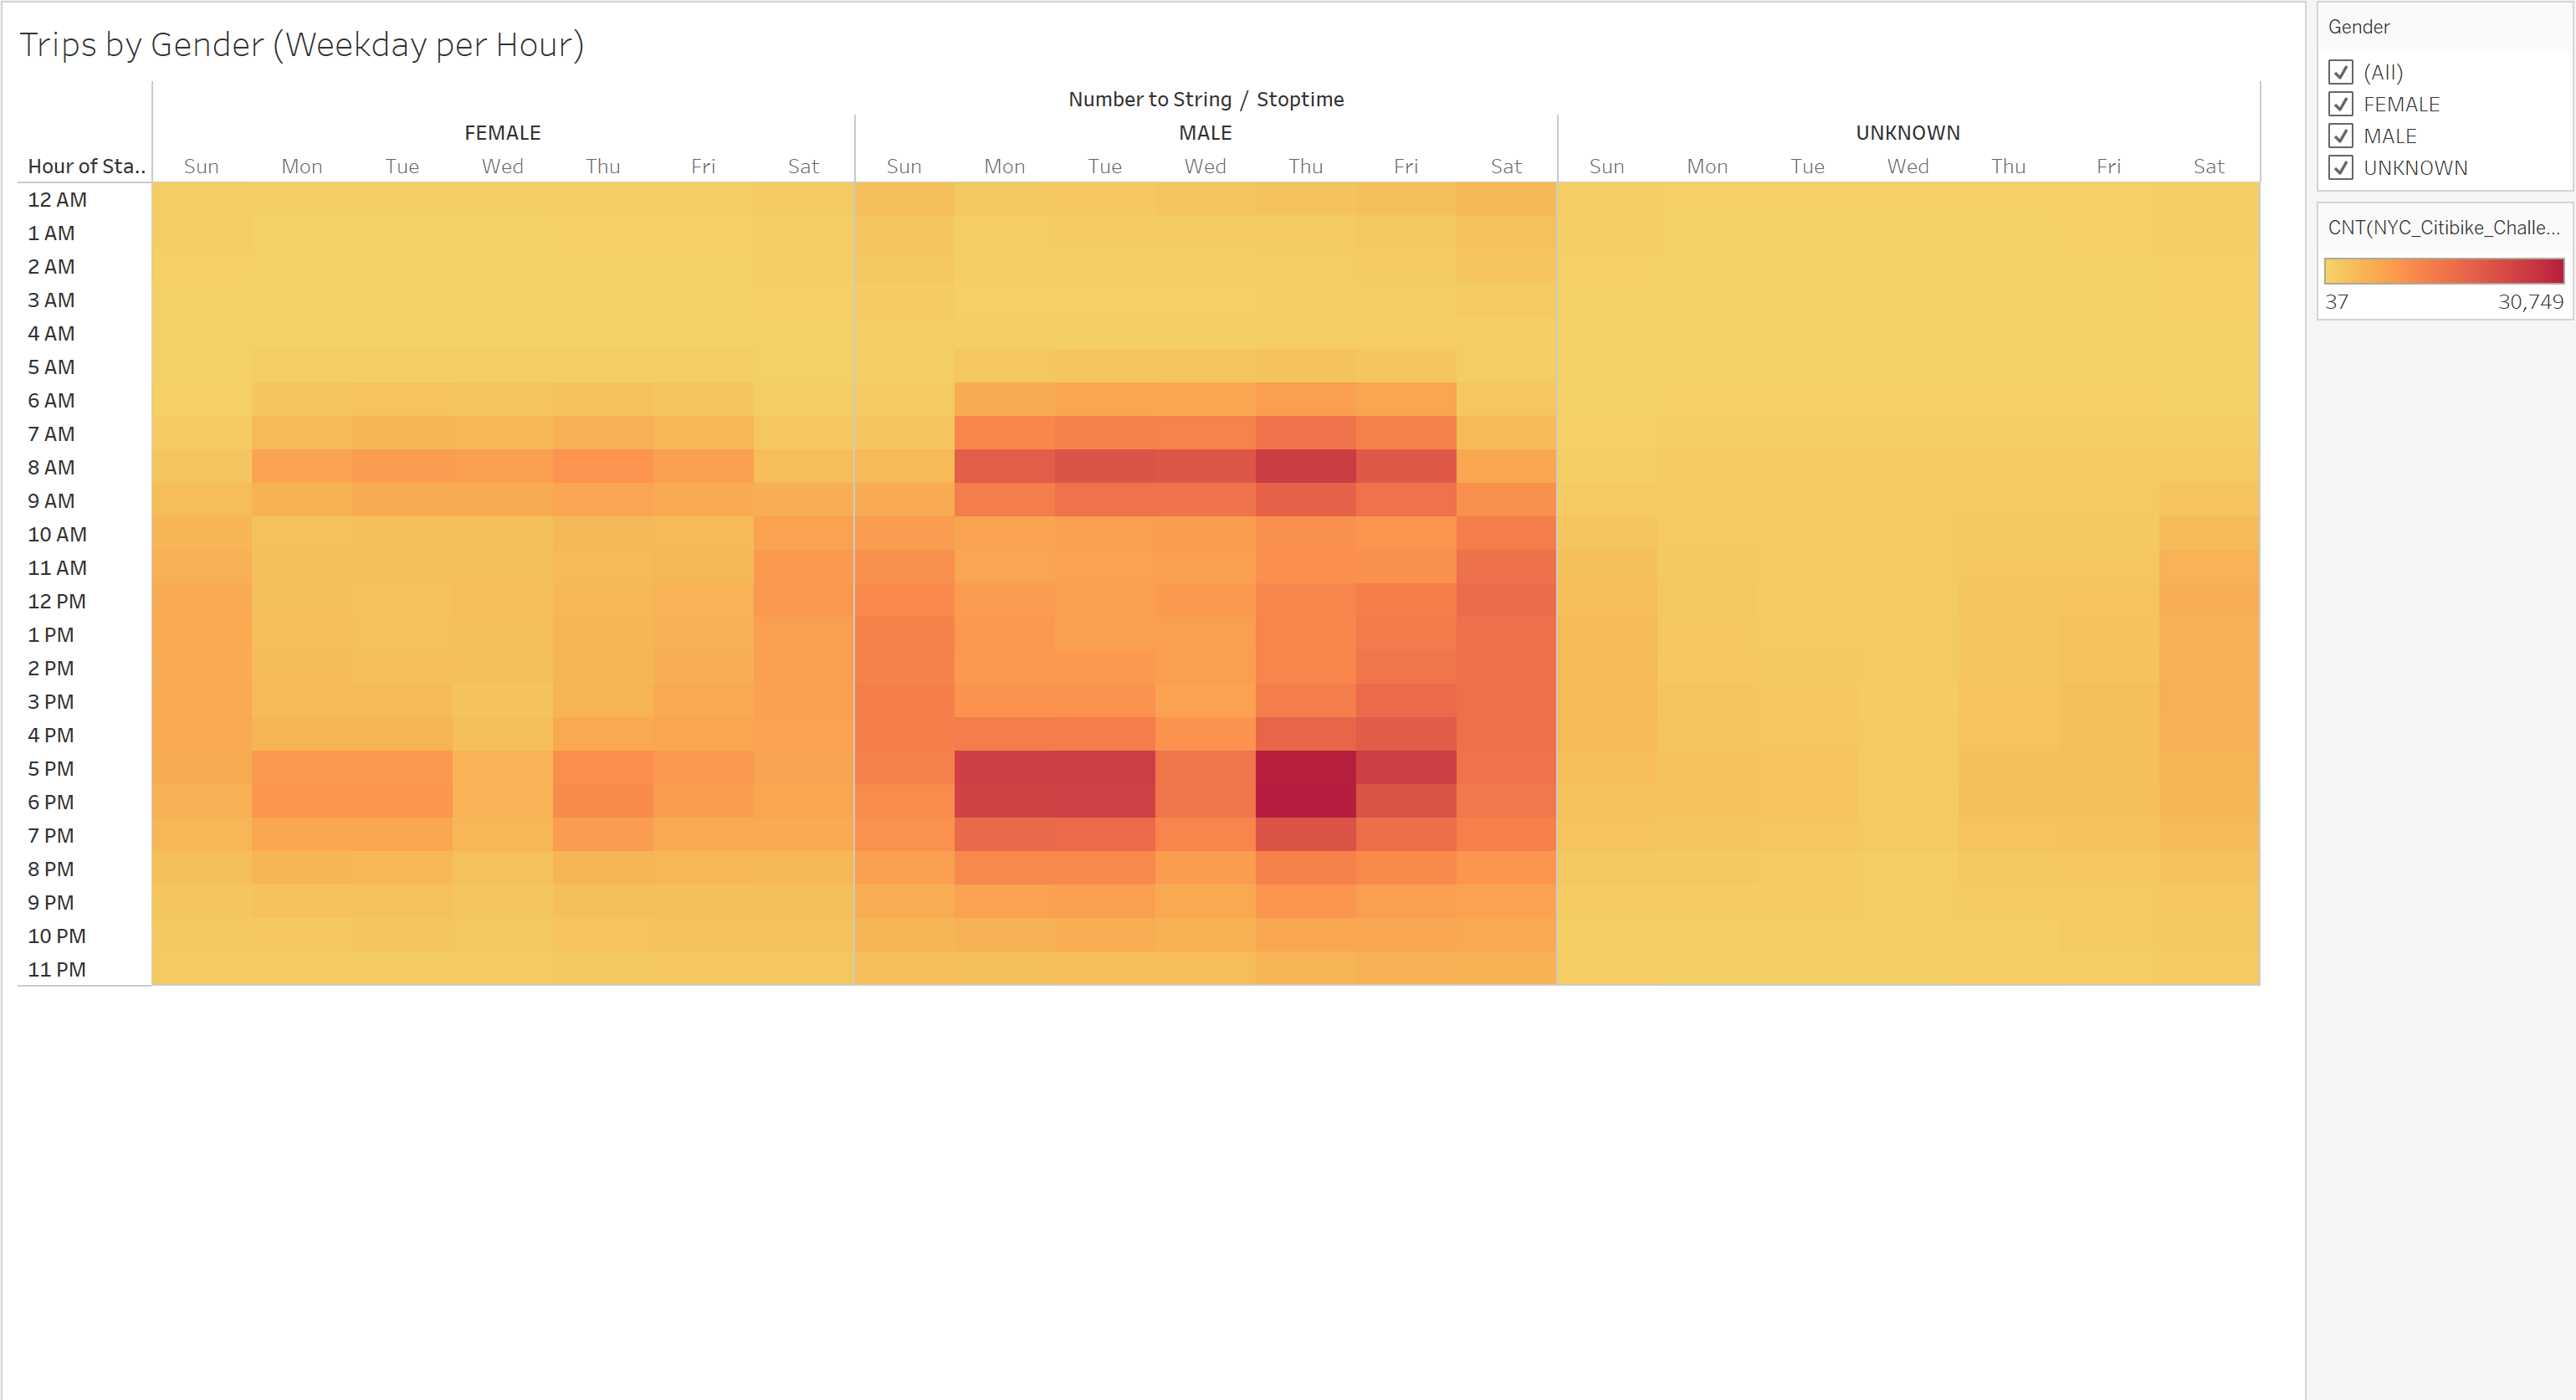 Trips by Gender (Weekday per Hour)
Number to String / Stoptime
FEMALE MALE UNKNOWN
Hour of Sta.. Sun Mon Tue Wed Thu Fri Sat Sun Mon Tue Wed Thu Fri Sat Sun Mon Tue Wed Thu Fri Sat
12 AM
1 AM
2 AM
3 AM
4 AM
5 AM
6 AM
7 AM
8 AM
9 AM
10 AM
11 AM
12 PM
1 PM
2 PM
3 PM
4 PM
5 PM
6 PM
7 PM
8 PM
9 PM
10 PM
11 PM
Gender
(All)
FEMALE
MALE
UNKNOWN
CNT(NYC_Citibike_Challe...
37 30,749